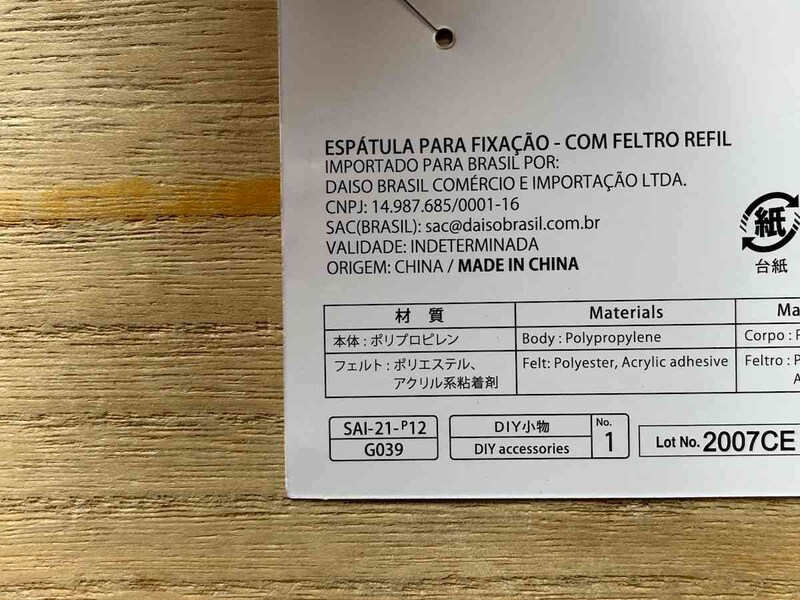 ESPÁTULA PARA FIXAÇÃO - COM FELTRO REFIL
IMPORTADO PARA BRASIL POR:
DAISO BRASIL COMÉRCIO E IMPORTAÇÃO LTDA.
CNPJ: 14.987.685/0001-16
SAC(BRASIL): sac@daisobrasil.com.br
VALIDADE: INDETERMINADA
ORIGEM: CHINA / MADE IN CHINA
紙
台紙
材 質 Materials Ma
本体 : ポリプロピレン Body : Polypropylene Corpo :
フェルト : ポリエステル、 Felt: Polyester, Acrylic adhesive Feltro :
アクリル系粘着剤
SAI-21-P12 DIY小物 No.
G039 DIY accessories 1 Lot No. 2007CE